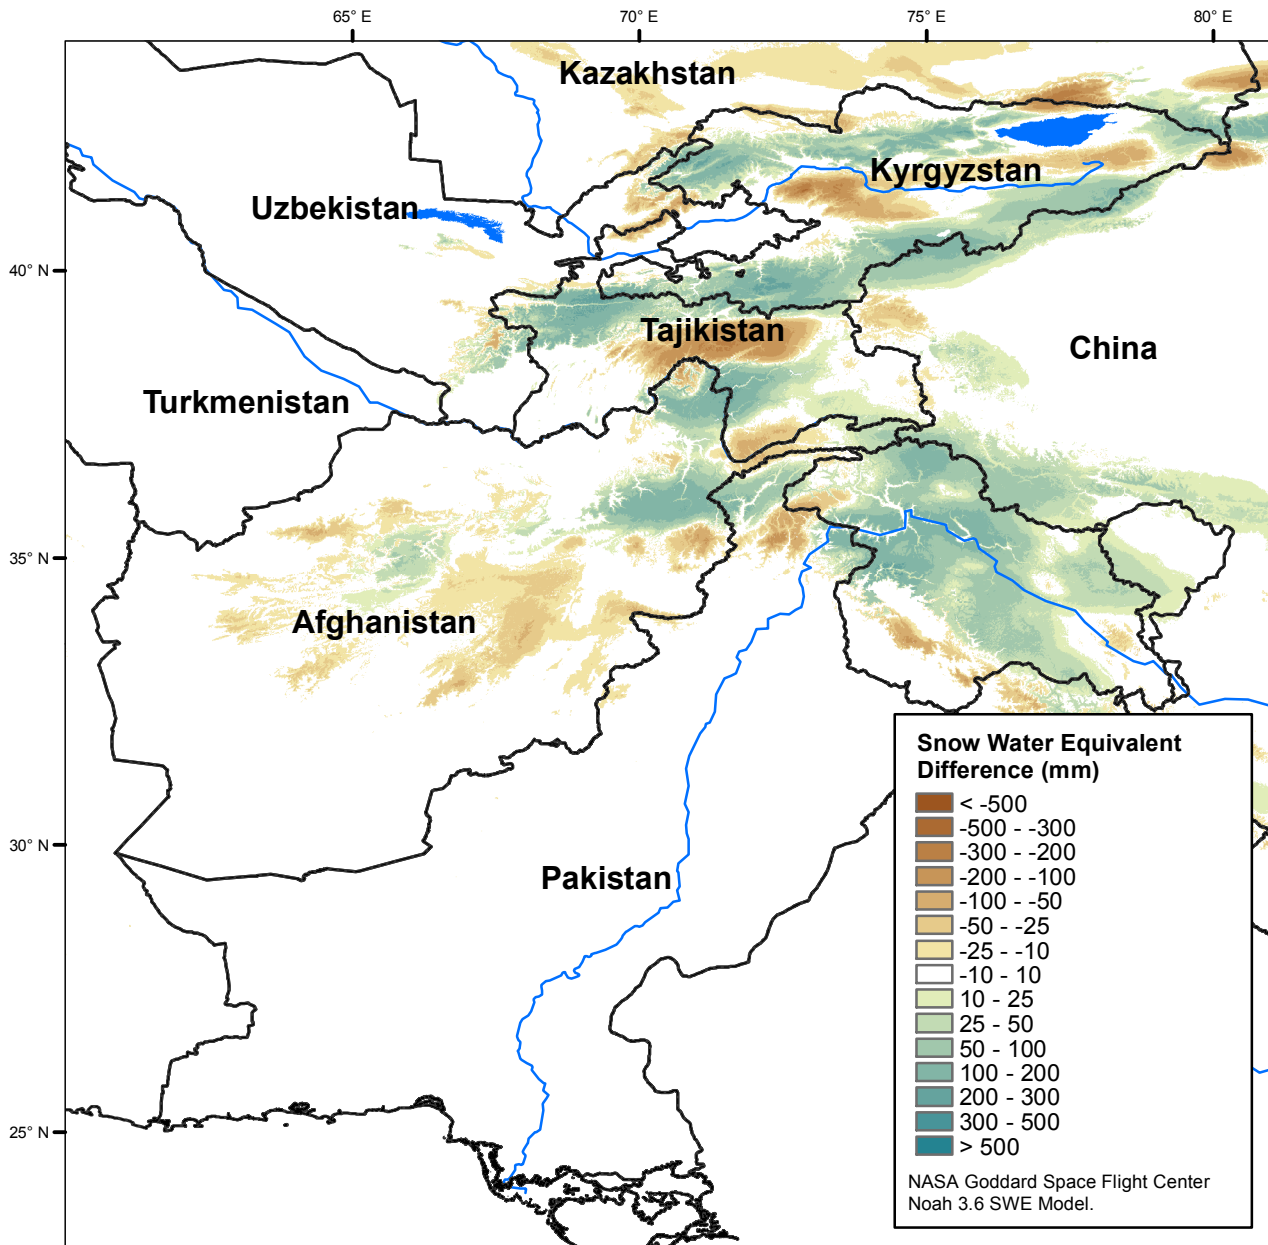 65° E
70° E
75° E
80° E
Kazakhstan
Kyrgyzstan
Uzbekistan
40° N
Tajikistan
China
Turkmenistan
35° N
Afghanistan
30° N
Pakistan
25° N
Snow Water Equivalent
Difference (mm)
< -500
-500 - -300
-300 - -200
-200 - -100
-100 - -50
-50 - -25
-25 - -10
-10 - 10
10 - 25
25 - 50
50 - 100
100 - 200
200 - 300
300 - 500
> 500
NASA Goddard Space Flight Center
Noah 3.6 SWE Model.